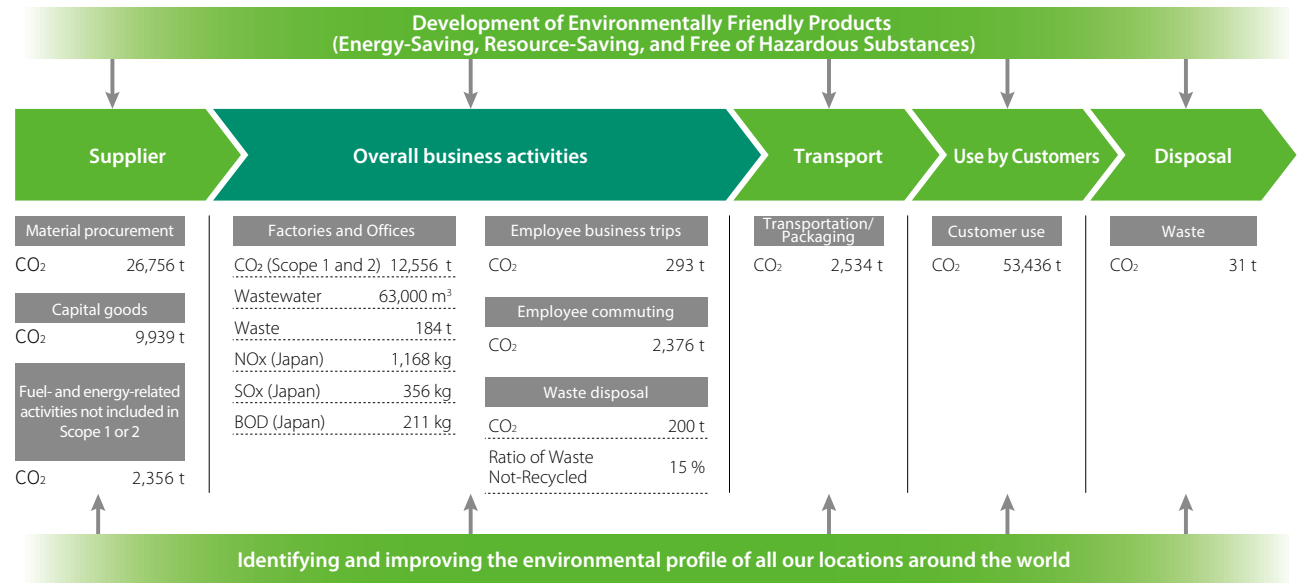 Development of Environmentally Friendly Products
(Energy-Saving, Resource-Saving, and Free of Hazardous Substances)
Supplier
Overall business activities
Transport
Use by Customers
Disposal
Material procurement
CO₂ 26,756 t
Capital goods
CO₂ 9,939 t
Fuel- and energy-related
activities not included in
Scope 1 or 2
CO₂ 2,356 t
Factories and Offices
CO₂ (Scope 1 and 2) 12,556 t
Wastewater 63,000 m³
Waste 184 t
NOx (Japan) 1,168 kg
SOx (Japan) 356 kg
BOD (Japan) 211 kg
Employee business trips
CO₂ 293 t
Employee commuting
CO₂ 2,376 t
Waste disposal
CO₂ 200 t
Ratio of Waste
Not-Recycled 15 %
Transportation/
Packaging
CO₂ 2,534 t
Customer use
CO₂ 53,436 t
Waste
CO₂ 31 t
Identifying and improving the environmental profile of all our locations around the world